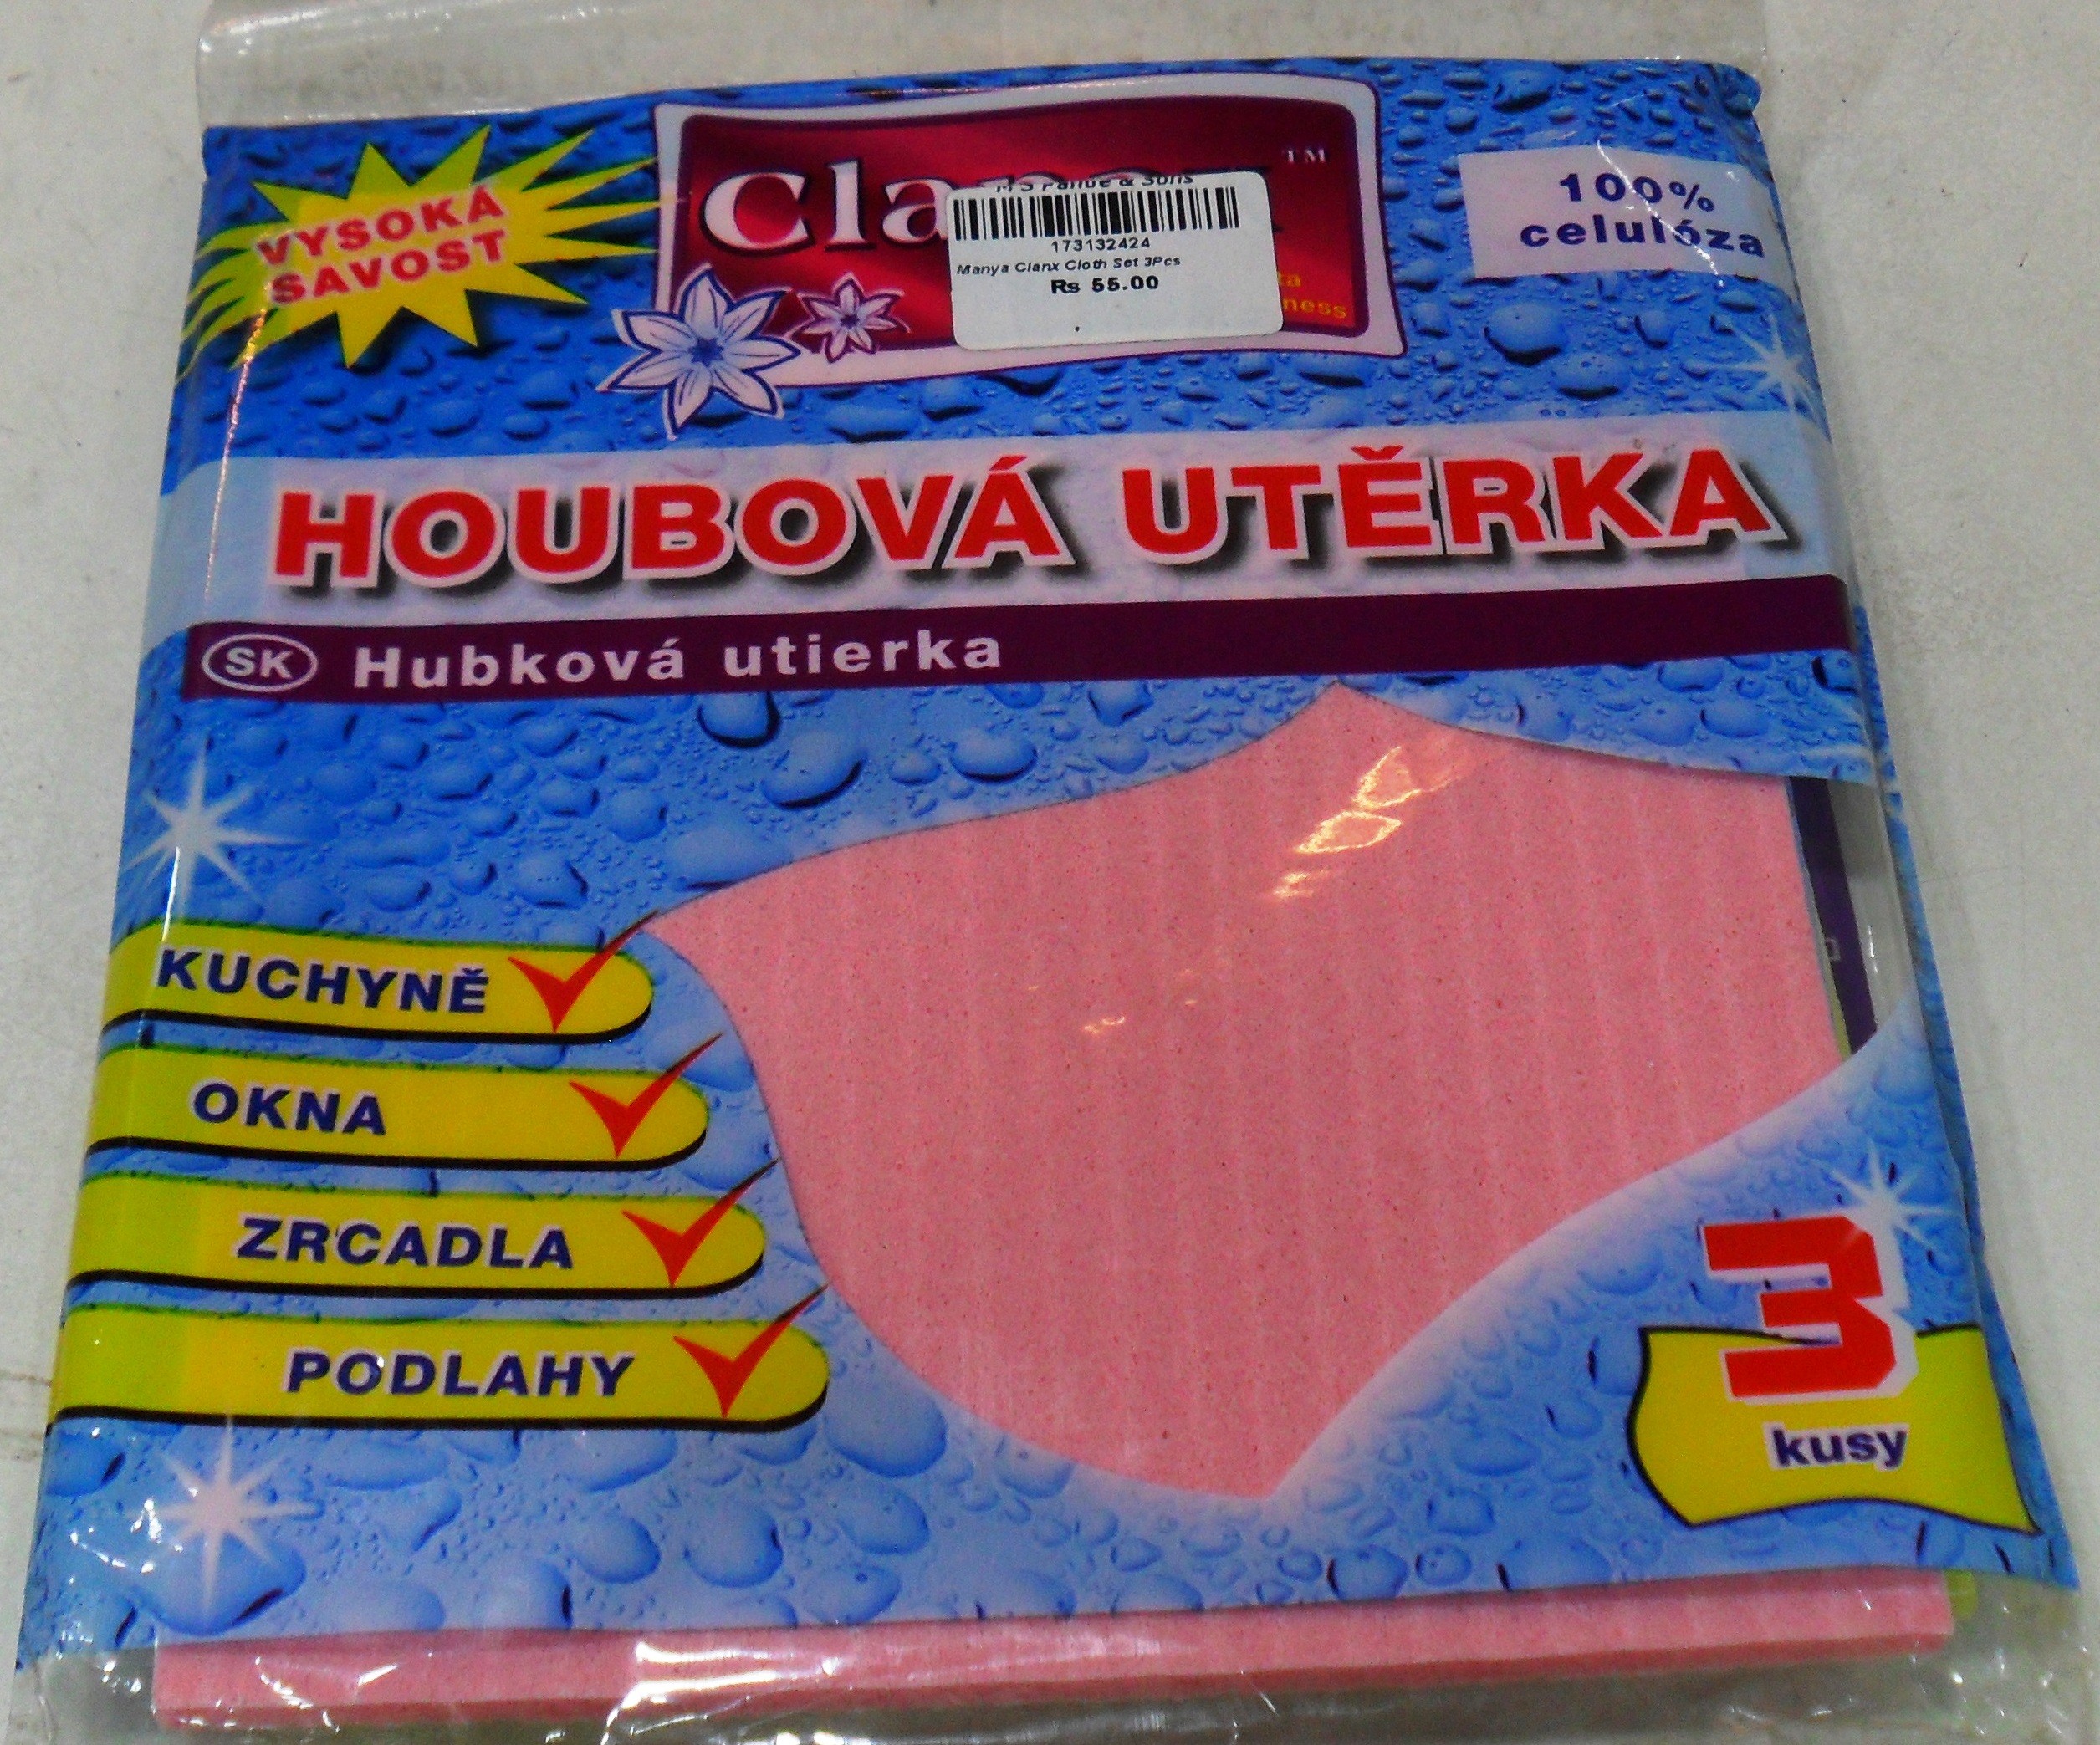 VYSOKÁ
SAVOST
Cla
TM
& Sons
173132424
Manya Clanx Cloth Set 3Pcs
Rs 55.00
100%
celulóza
HOUBOVÁ UTĚRKA
SK Hubková utierka
KUCHYNĚ
OKNA
ZRCADLA
PODLAHY
3
kusy